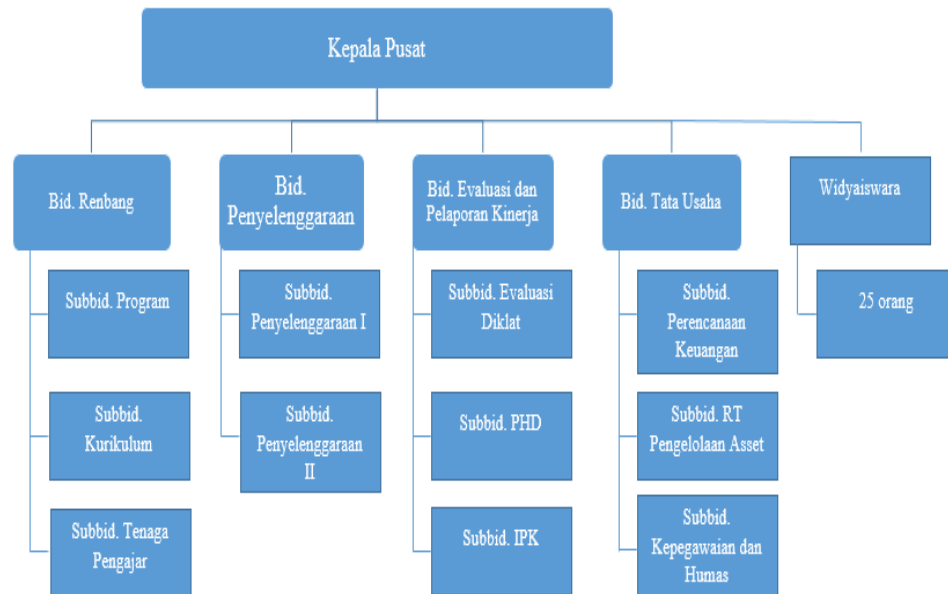 Kepala Pusat
Bid. Renbang
Bid.
Penyelenggaraan
Bid. Evaluasi dan
Pelaporan Kinerja
Bid. Tata Usaha
Widyaiswara
Subbid. Program
Subbid.
Kurikulum
Subbid. Tenaga
Pengajar
Subbid.
Penyelenggaraan I
Subbid.
Penyelenggaraan
II
Subbid. Evaluasi
Diklat
Subbid. PHD
Subbid. IPK
Subbid.
Perencanaan
Keuangan
Subbid. RT
Pengelolaan Asset
Subbid.
Kepegawaian dan
Humas
25 orang